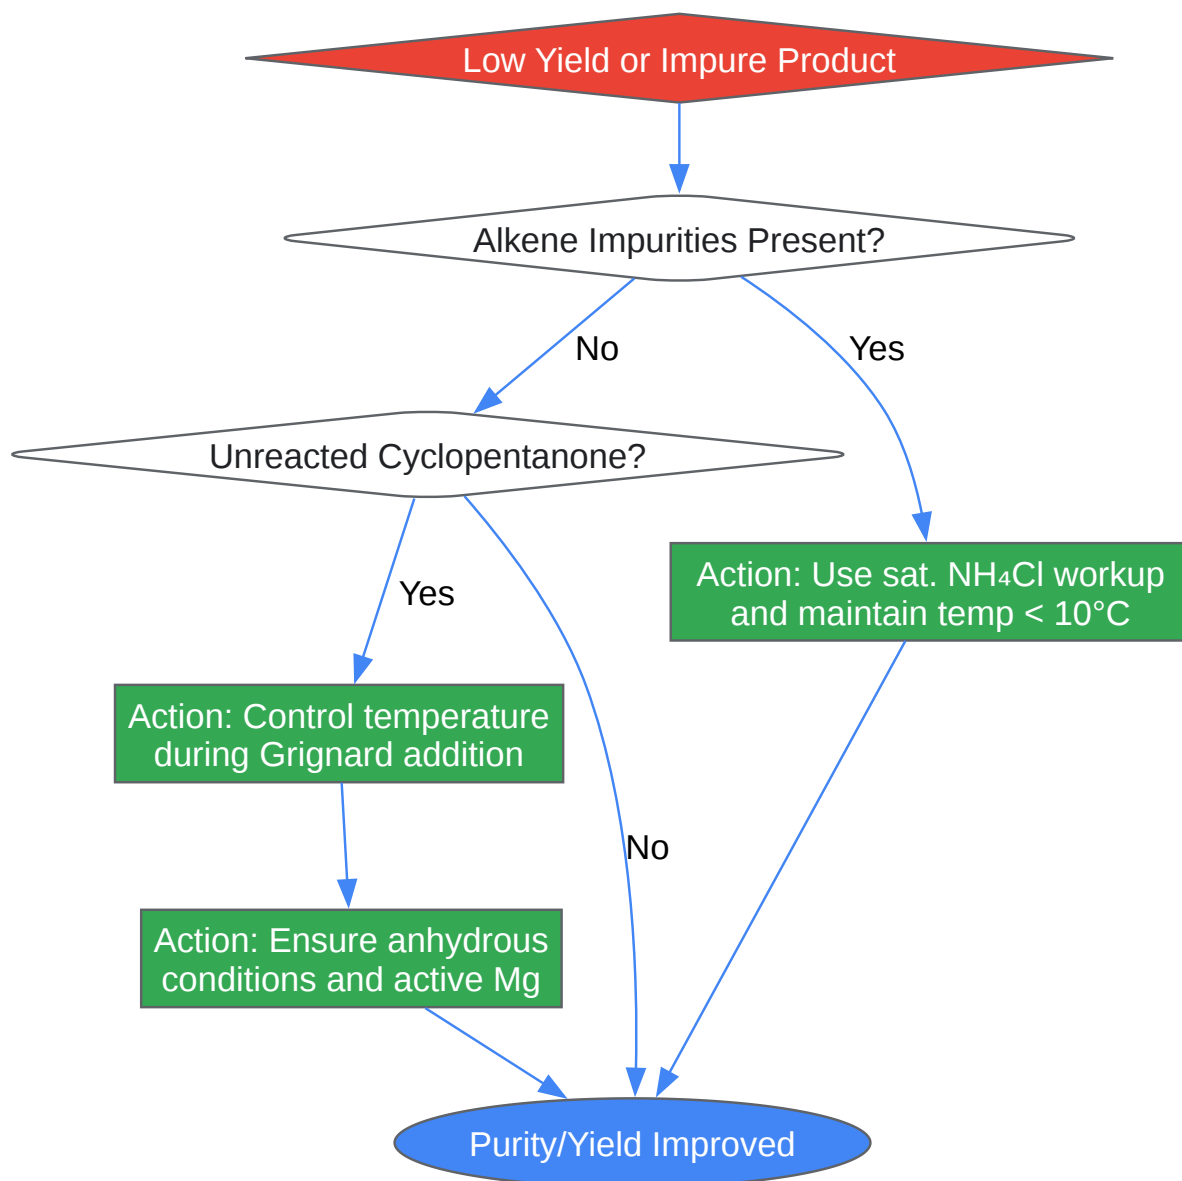 Low Yield or Impure Product
Alkene Impurities Present?
No
Yes
Unreacted Cyclopentanone?
Yes
Action: Use sat. NH₄Cl workup
and maintain temp < 10°C
Action: Control temperature
during Grignard addition
No
Action: Ensure anhydrous
conditions and active Mg
Purity/Yield Improved